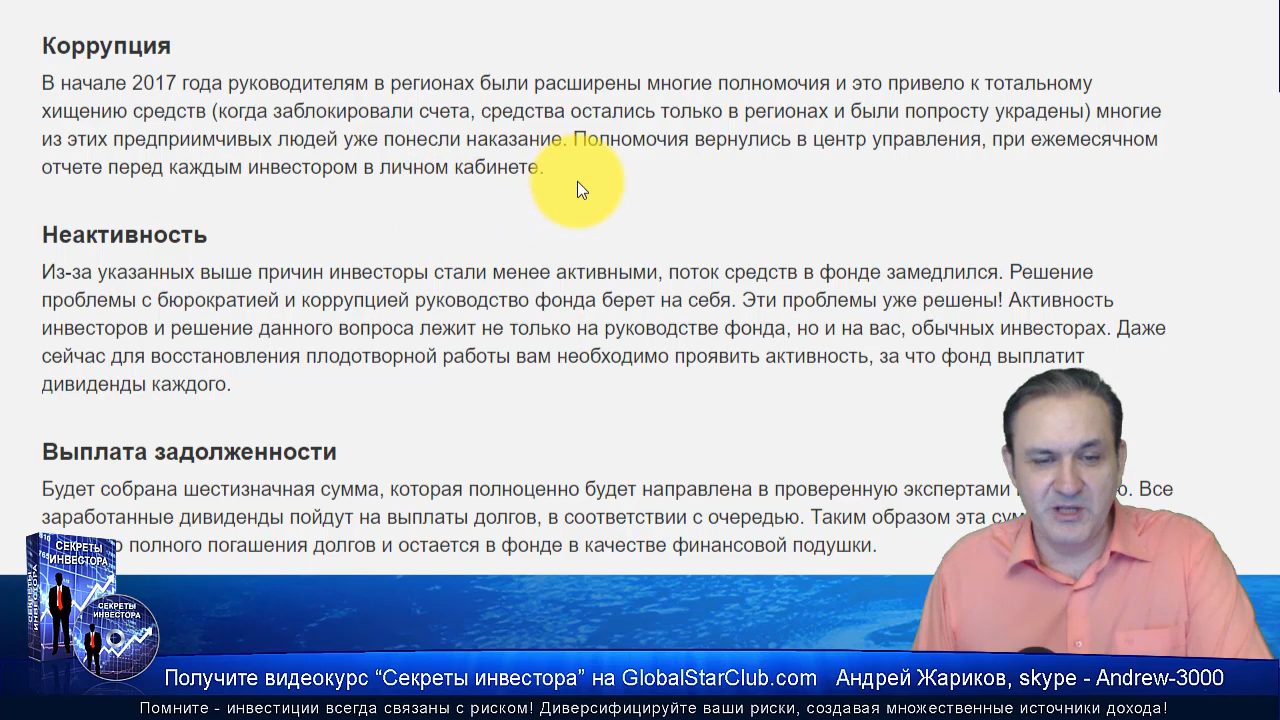 Коррупция
В начале 2017 года руководителям в регионах были расширены многие полномочия и это привело к тотальному
хищению средств (когда заблокировали счета, средства остались только в регионах и были попросту украдены) многие
из этих предприимчивых людей уже понесли наказание. Полномочия вернулись в центр управления, при ежемесячном
отчете перед каждым инвестором в личном кабинете.
Неактивность
Из-за указанных выше причин инвесторы стали менее активными, поток средств в фонде замедлился. Решение
проблемы с бюрократией и коррупцией руководство фонда берет на себя. Эти проблемы уже решены! Активность
инвесторов и решение данного вопроса лежит не только на руководстве фонда, но и на вас, обычных инвесторах. Даже
сейчас для восстановления плодотворной работы вам необходимо проявить активность, за что фонд выплатит
дивиденды каждого.
Выплата задолженности
Будет собрана шестизначная сумма, которая полноценно будет направлена в проверенную экспертами Все
заработанные дивиденды пойдут на выплаты долгов, в соответствии с очередью. Таким образом эта
полного погашения долгов и остается в фонде в качестве финансовой подушки.
СЕКРЕТЫ
ИНВЕСТОРА
СЕКРЕТЫ
ИНВЕСТОРА
СЕКРЕТЫ
ИНВЕСТОРА
Получите видеокурс “Секреты инвестора” на GlobalStarClub.com Андрей Жариков, skype - Andrew-3000
Помните - инвестиции всегда связаны с риском! Диверсифицируйте ваши риски, создавая множественные источники дохода!